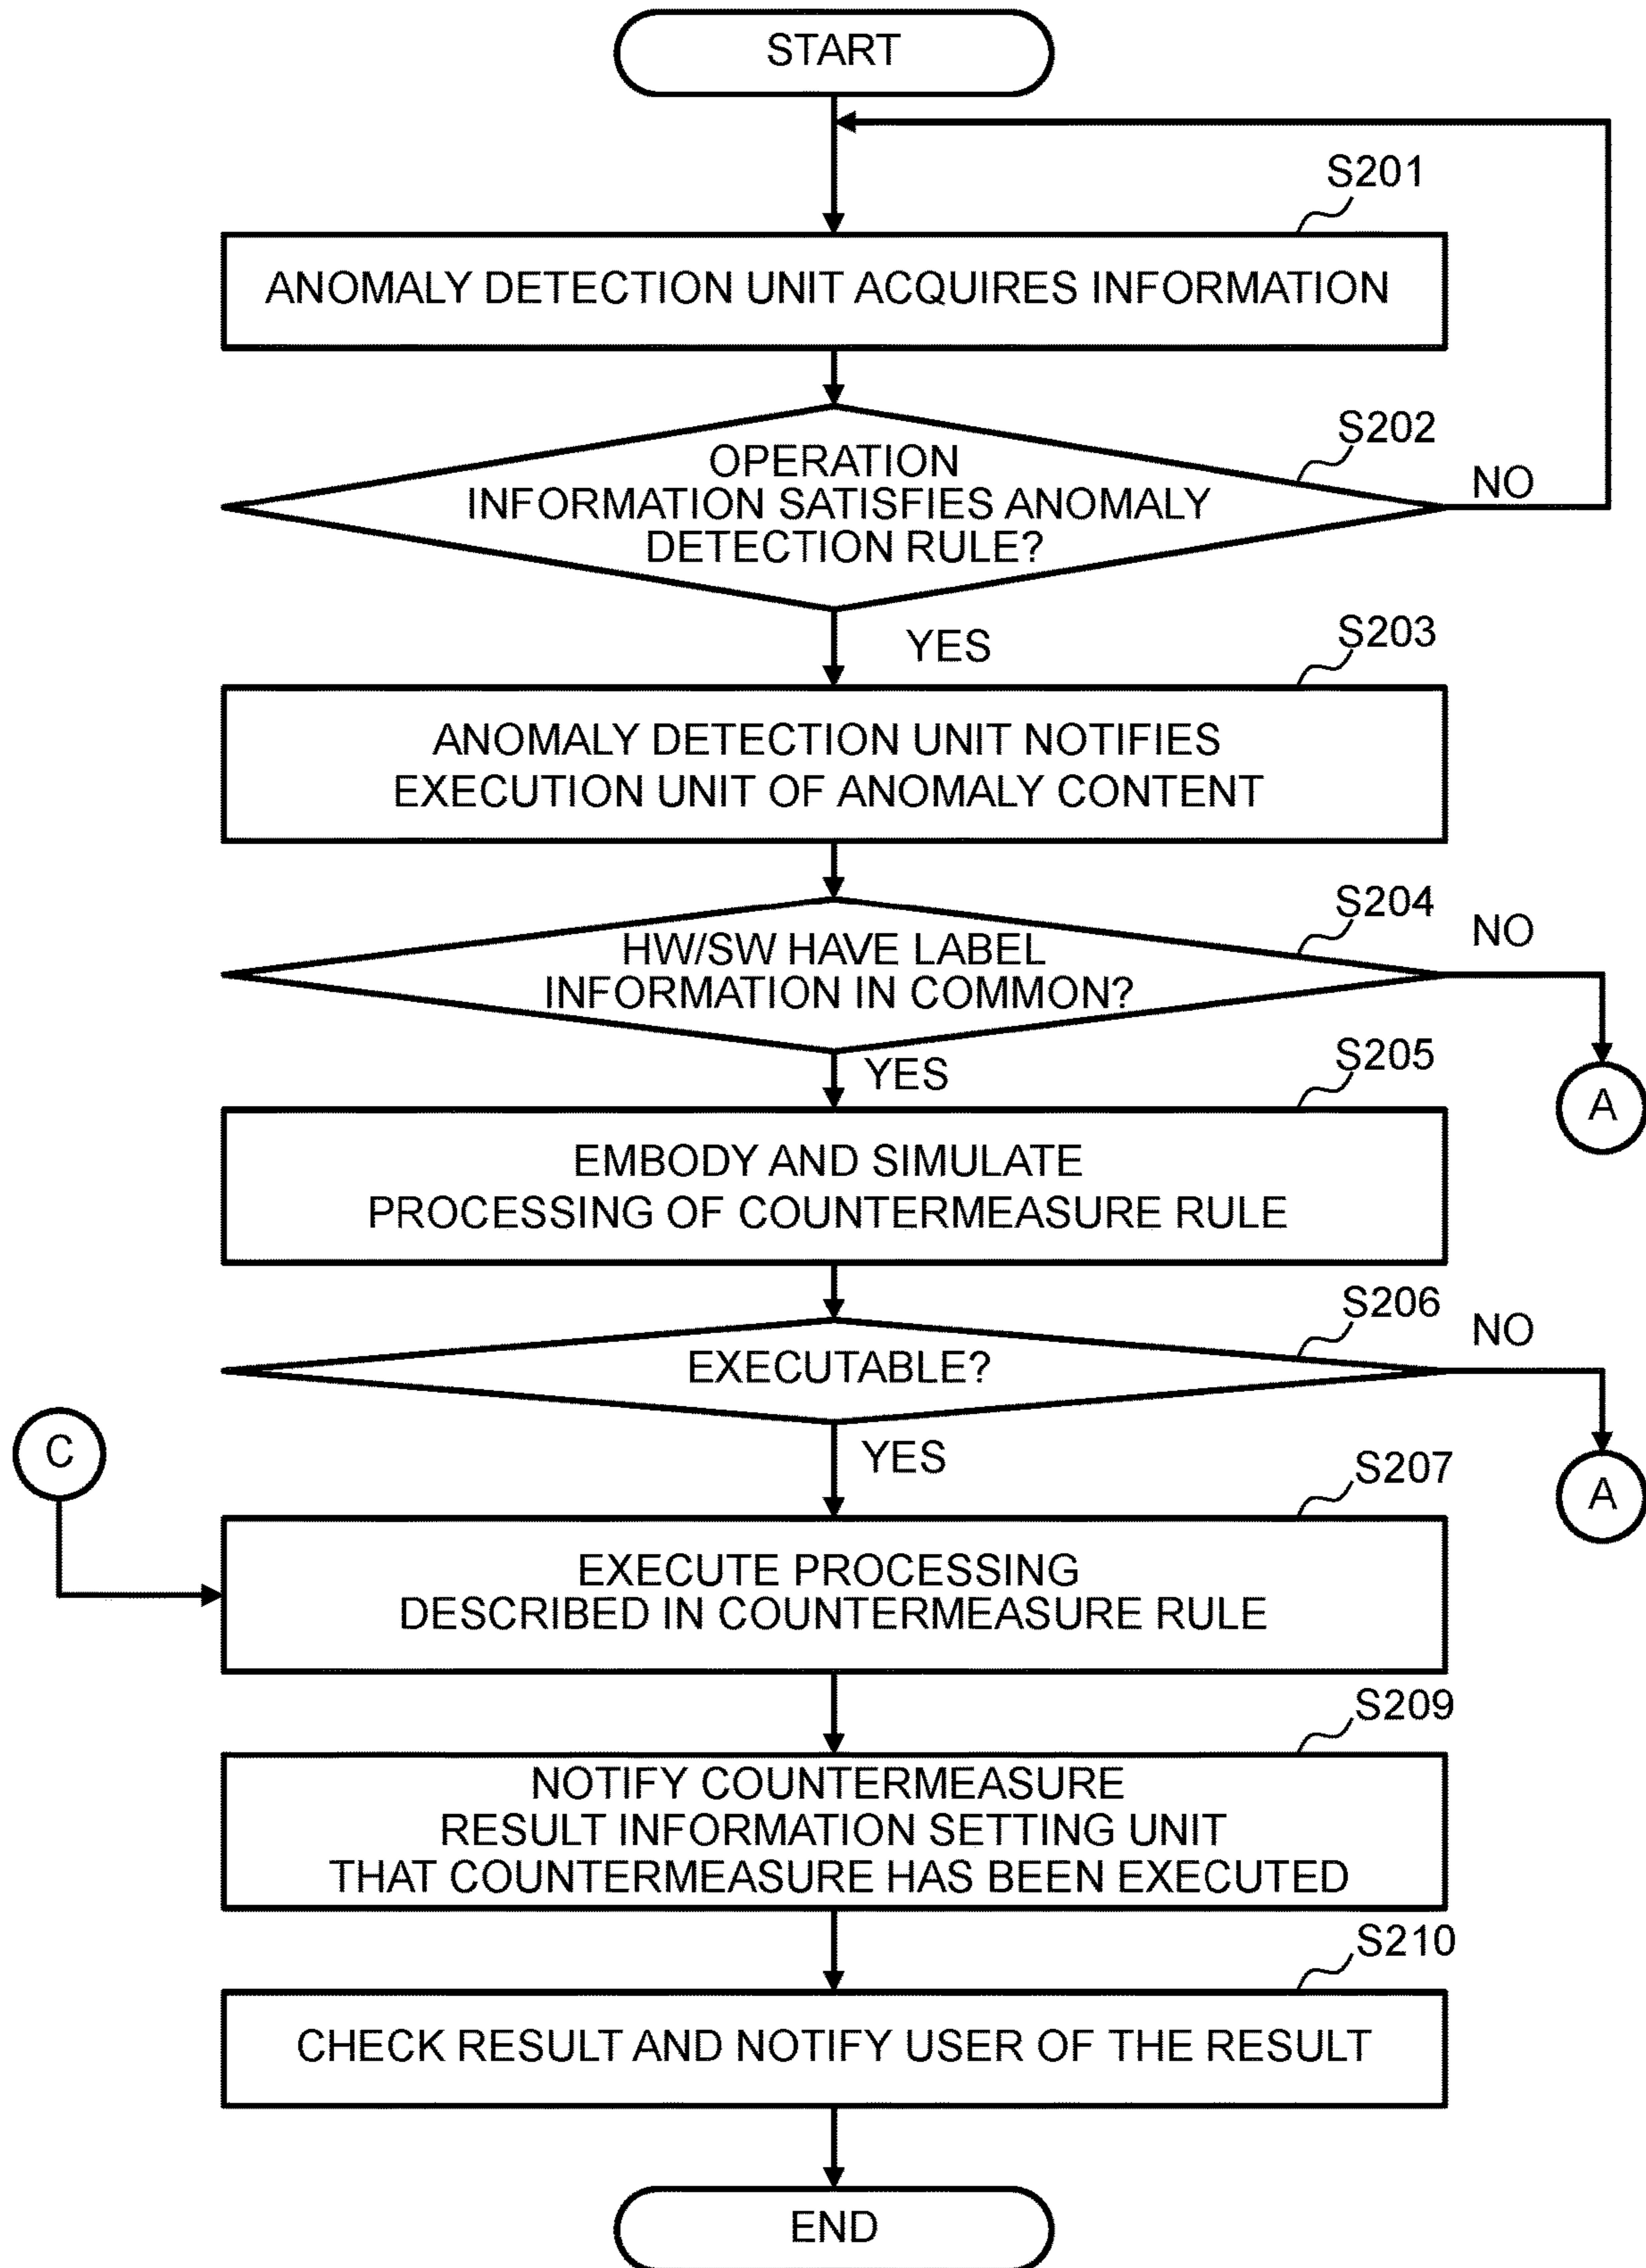 START
S201
ANOMALY DETECTION UNIT ACQUIRES INFORMATION
S202
OPERATION
INFORMATION SATISFIES ANOMALY
DETECTION RULE?
NO
YES
S203
ANOMALY DETECTION UNIT NOTIFIES
EXECUTION UNIT OF ANOMALY CONTENT
S204
HW/SW HAVE LABEL
INFORMATION IN COMMON?
NO
A
YES
S205
EMBODY AND SIMULATE
PROCESSING OF COUNTERMEASURE RULE
S206
EXECUTABLE?
NO
A
YES
C
S207
EXECUTE PROCESSING
DESCRIBED IN COUNTERMEASURE RULE
S209
NOTIFY COUNTERMEASURE
RESULT INFORMATION SETTING UNIT
THAT COUNTERMEASURE HAS BEEN EXECUTED
S210
CHECK RESULT AND NOTIFY USER OF THE RESULT
END